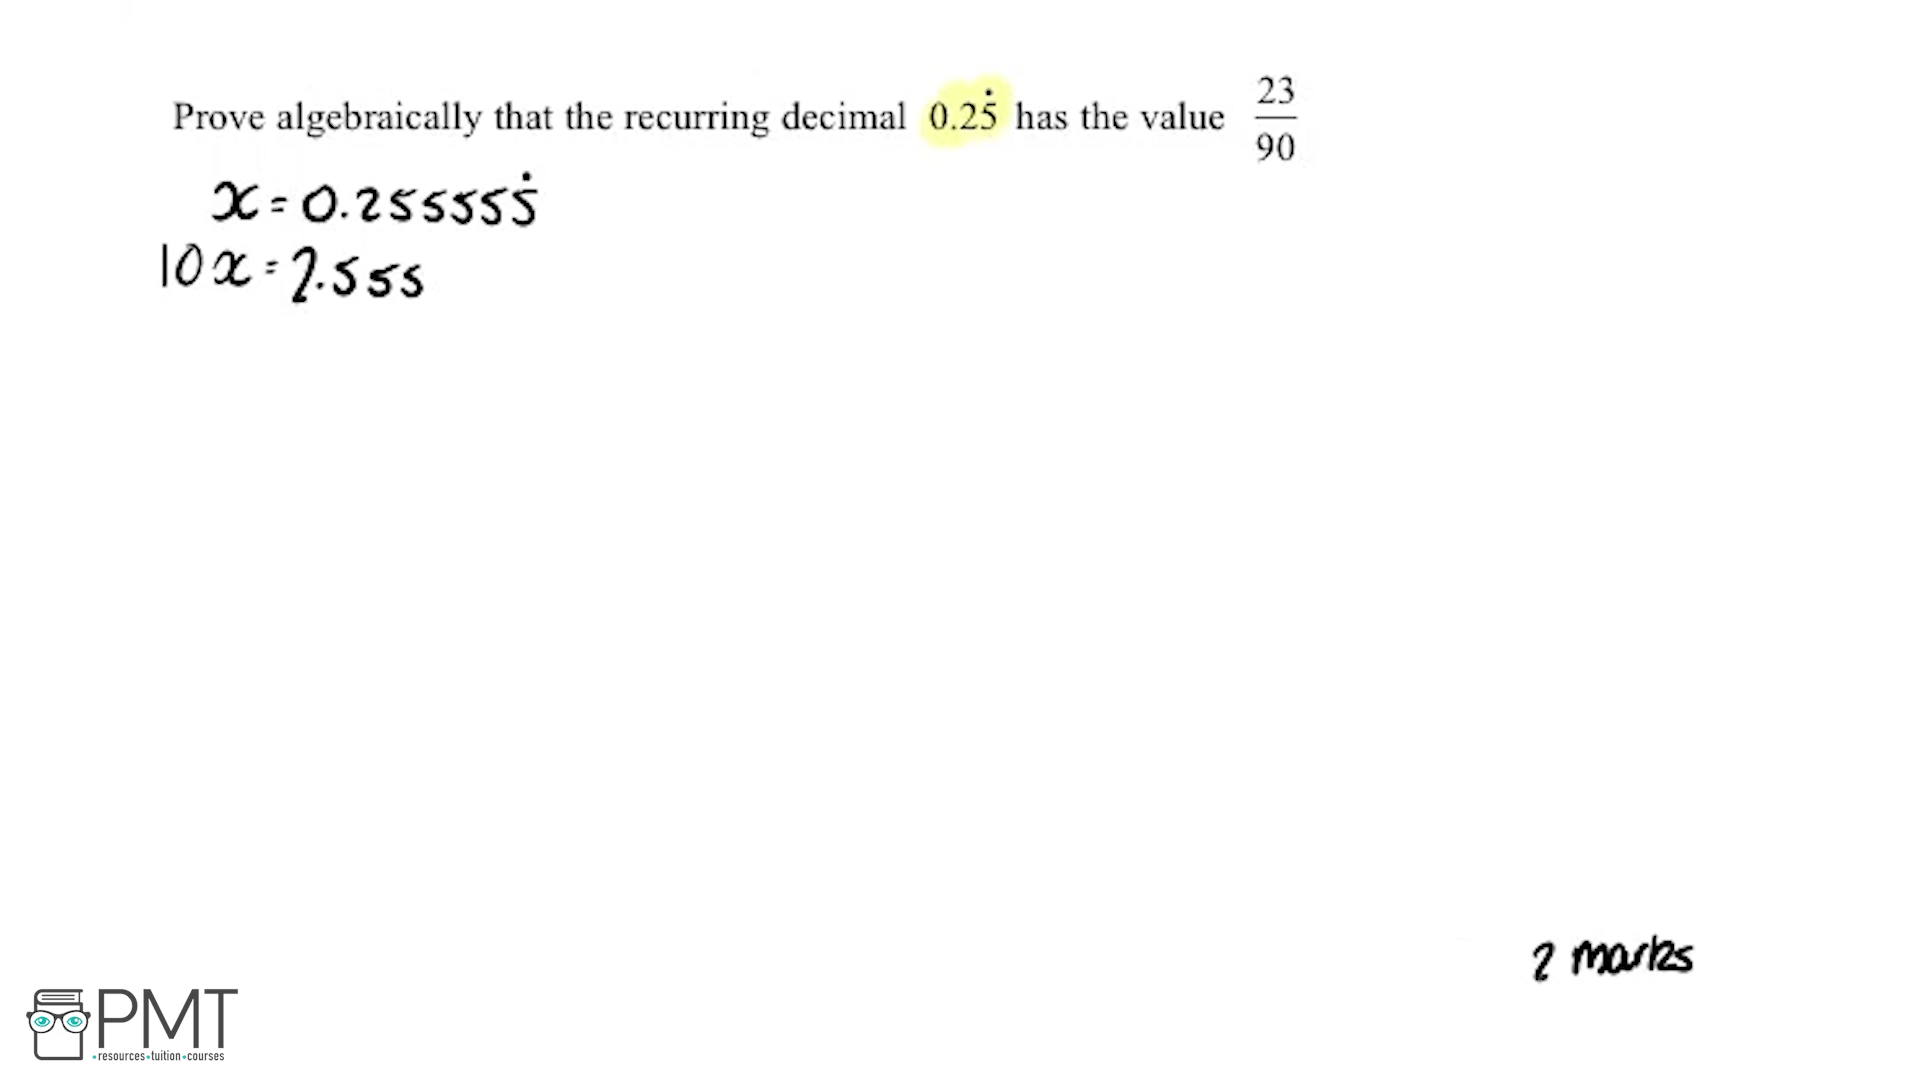 Prove algebraically that the recurring decimal 0.25̇ has the value 23/90
x = 0.2555555̇
10x = 2.555
2 marks
PMT
•resources•tuition•courses